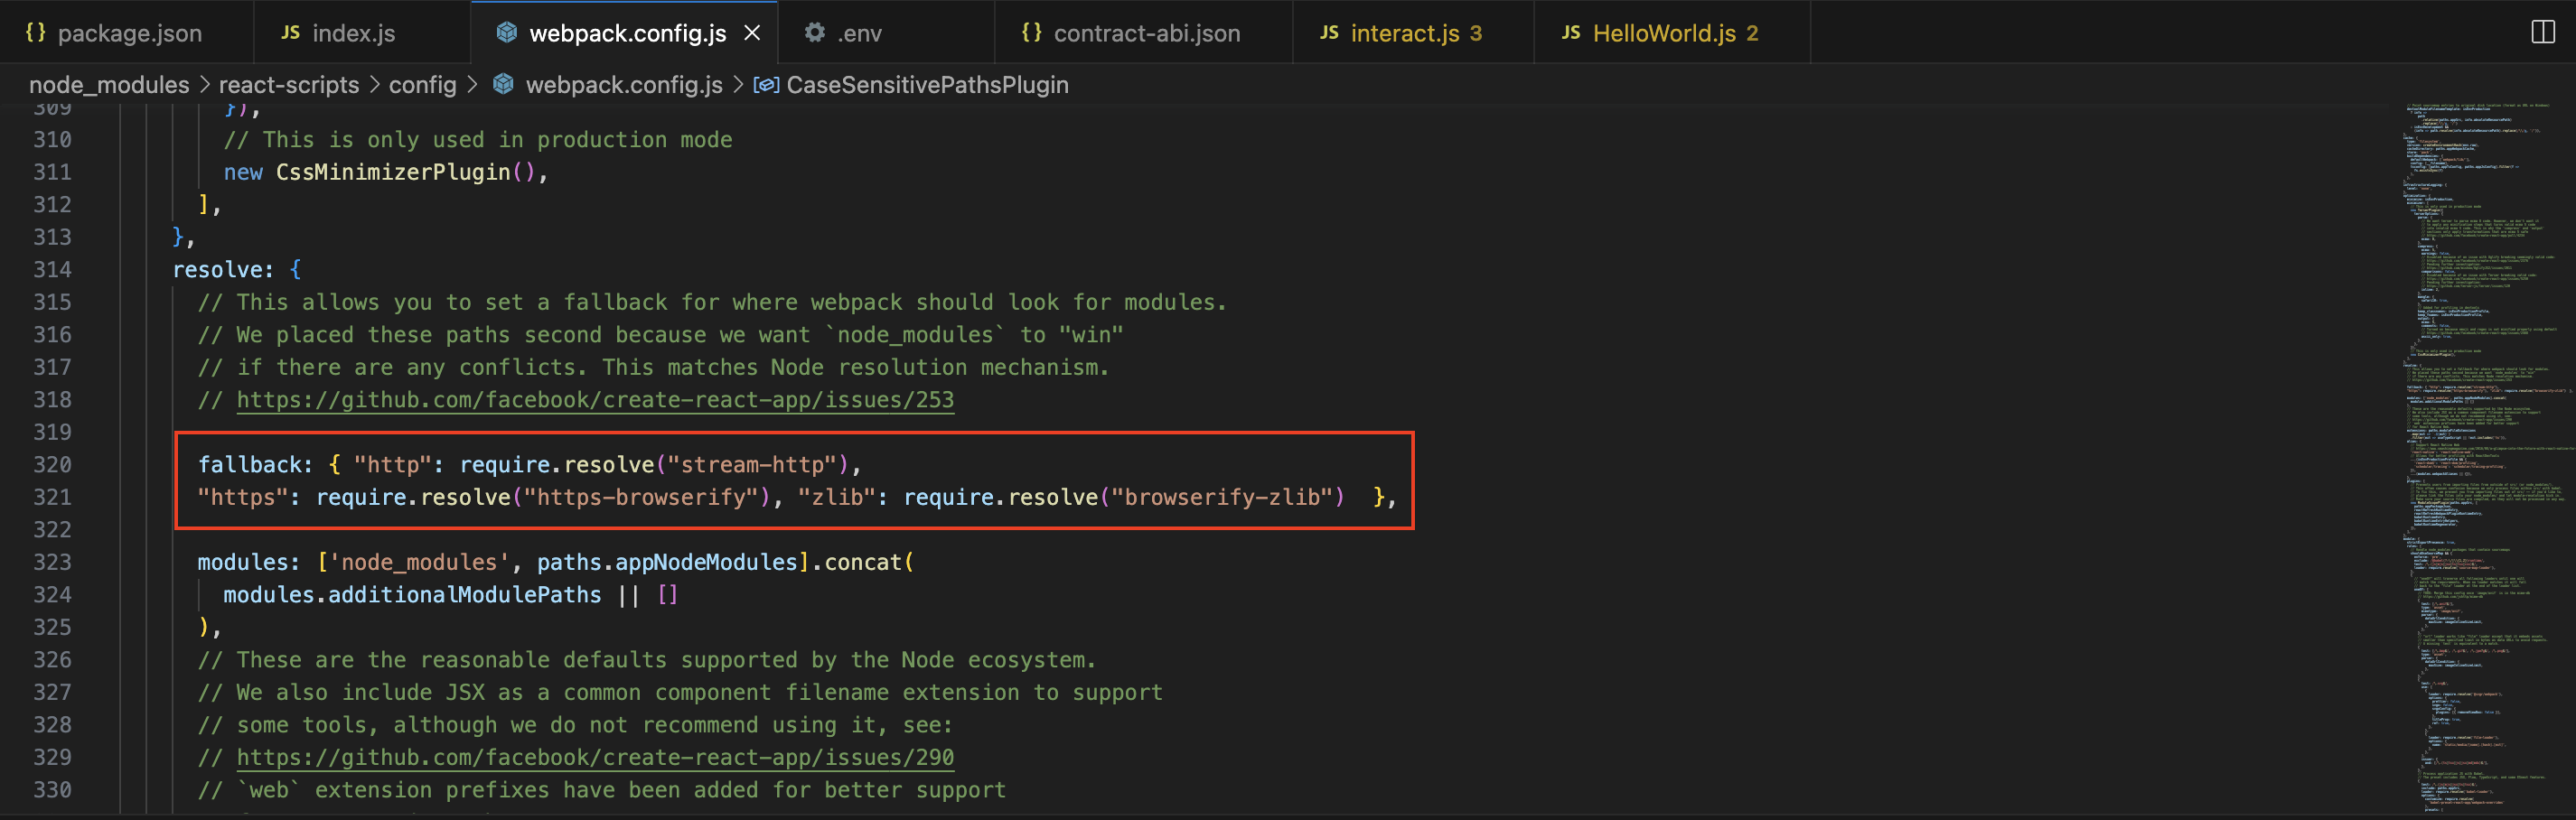 {} package.json JS index.js webpack.config.js .env {} contract-abi.json JS interact.js 3 JS HelloWorld.js 2
node_modules > react-scripts > config > webpack.config.js > CaseSensitivePathsPlugin
309 }),
310 // This is only used in production mode
311 new CssMinimizerPlugin(),
312 ],
313 },
314 resolve: {
315 // This allows you to set a fallback for where webpack should look for modules.
316 // We placed these paths second because we want `node_modules` to "win"
317 // if there are any conflicts. This matches Node resolution mechanism.
318 // https://github.com/facebook/create-react-app/issues/253
319
320 fallback: { "http": require.resolve("stream-http"),
321 "https": require.resolve("https-browserify"), "zlib": require.resolve("browserify-zlib")  },
322
323 modules: ['node_modules', paths.appNodeModules].concat(
324 modules.additionalModulePaths || []
325 ),
326 // These are the reasonable defaults supported by the Node ecosystem.
327 // We also include JSX as a common component filename extension to support
328 // some tools, although we do not recommend using it, see:
329 // https://github.com/facebook/create-react-app/issues/290
330 // `web` extension prefixes have been added for better support